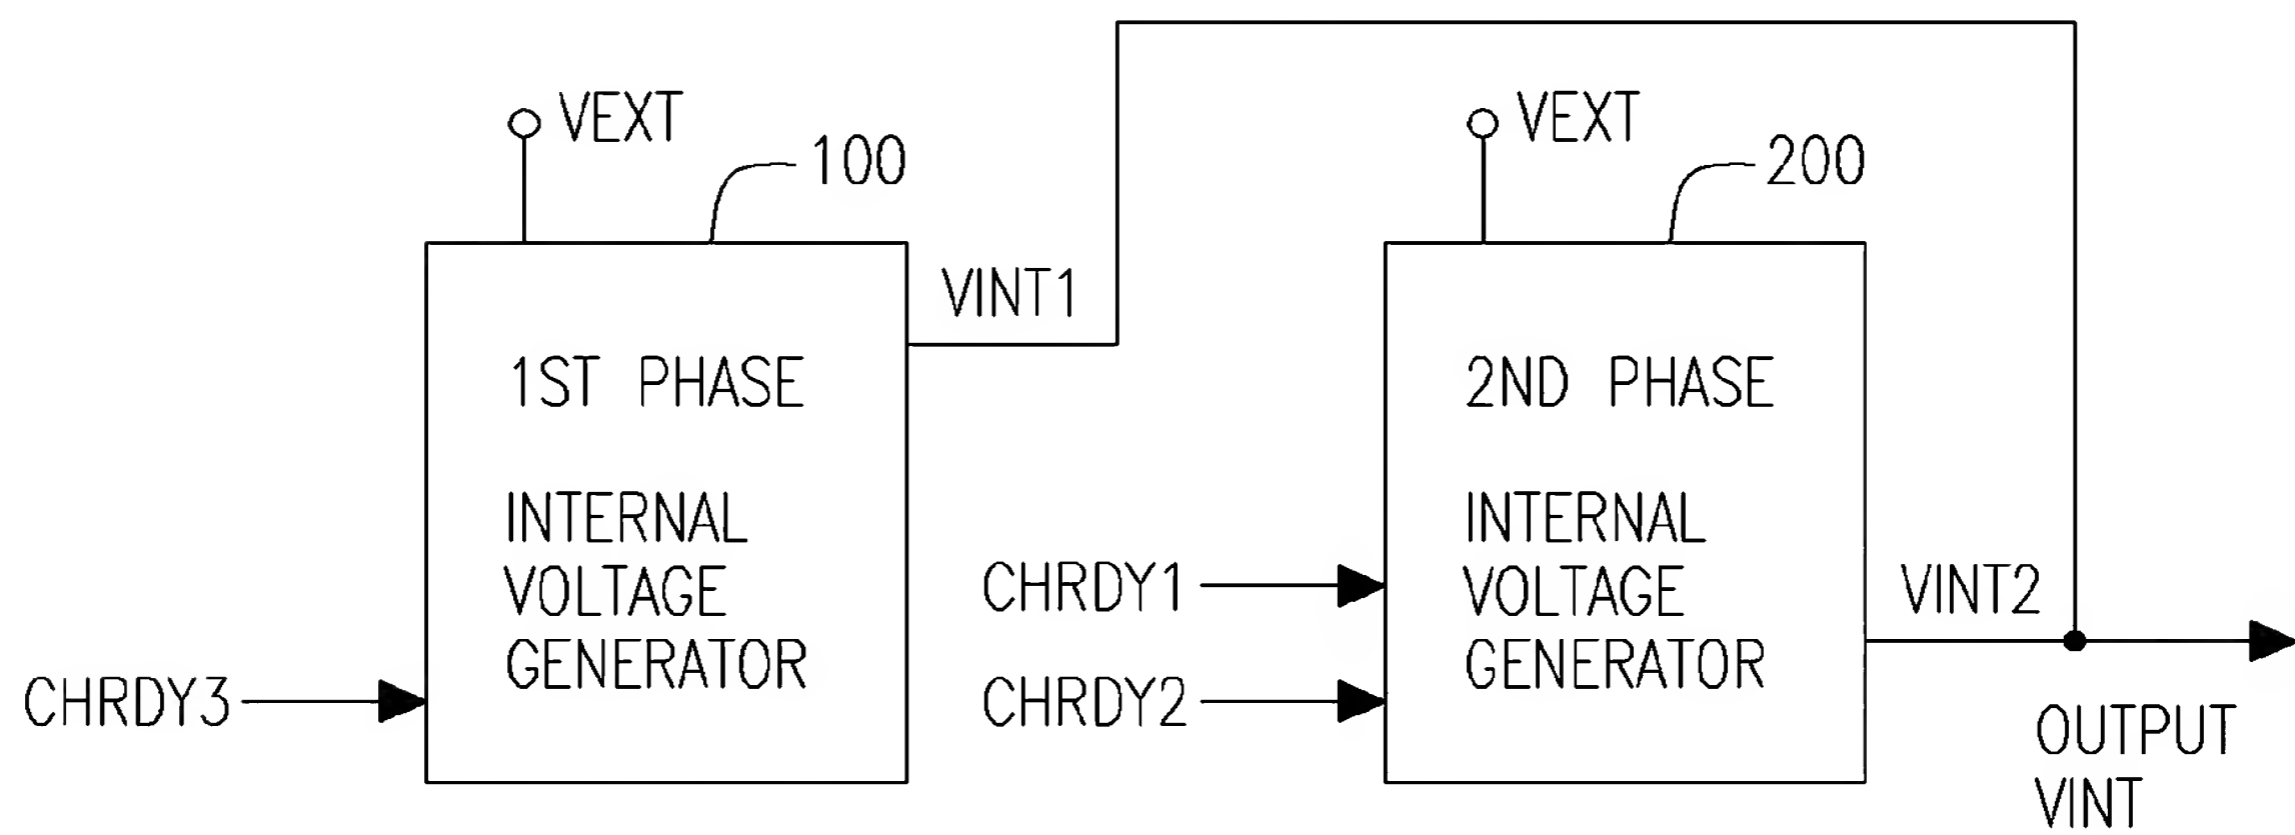 VEXT
100
VINT1
1ST PHASE
INTERNAL
VOLTAGE
GENERATOR
CHRDY3
VEXT
200
2ND PHASE
INTERNAL
VOLTAGE
GENERATOR
CHRDY1
CHRDY2
VINT2
OUTPUT
VINT